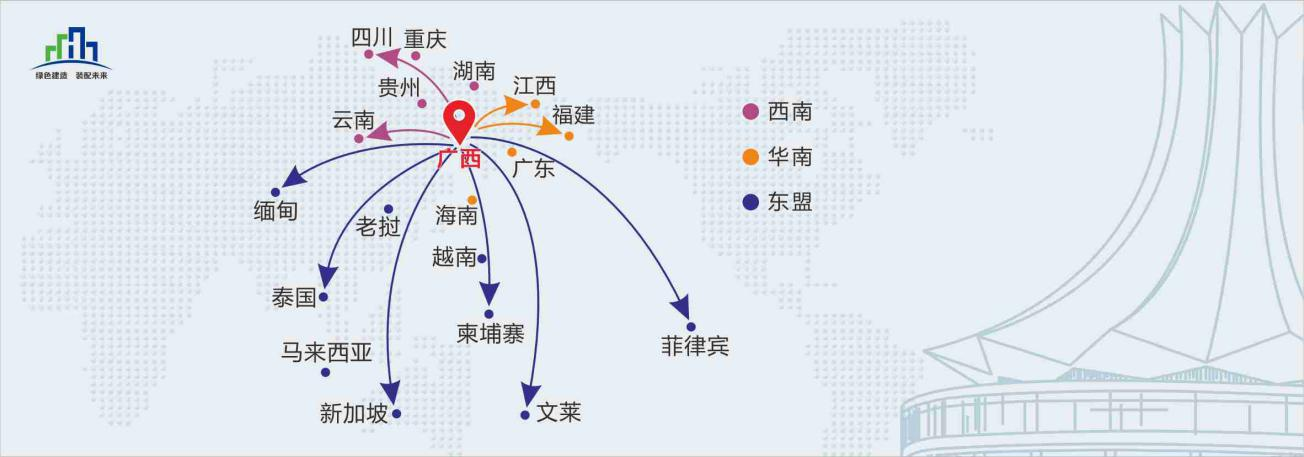 绿色建造 装配未来
四川
重庆
湖南
贵州
江西
福建
云南
广西
广东
缅甸
老挝
海南
越南
泰国
柬埔寨
马来西亚
菲律宾
新加坡
文莱
西南
华南
东盟